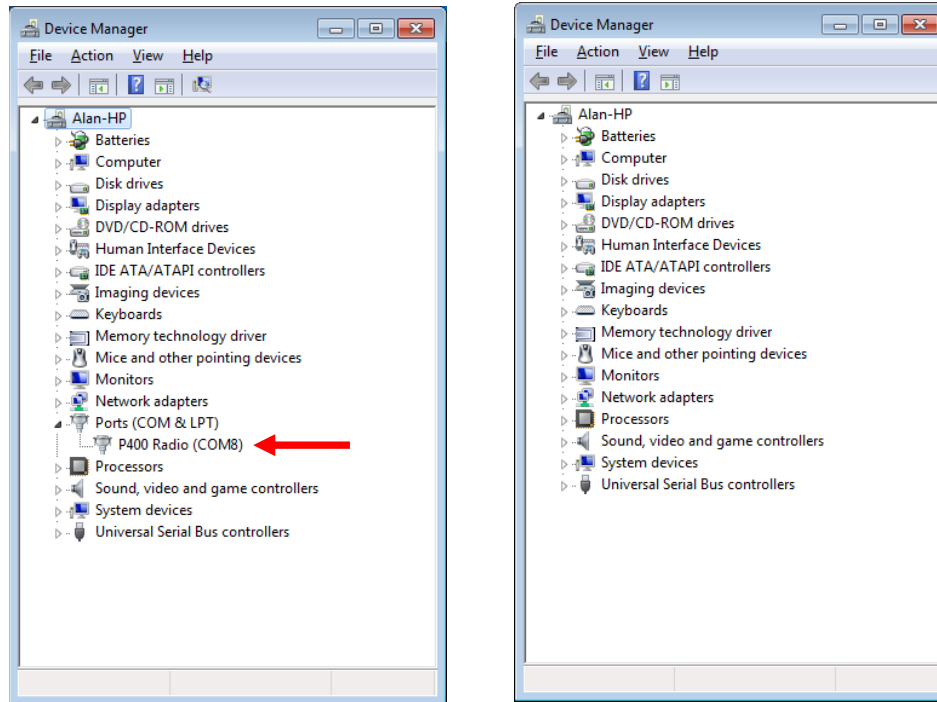 Device Manager
File Action View Help
Alan-HP
Batteries
Computer
Disk drives
Display adapters
DVD/CD-ROM drives
Human Interface Devices
IDE ATA/ATAPI controllers
Imaging devices
Keyboards
Memory technology driver
Mice and other pointing devices
Monitors
Network adapters
Ports (COM & LPT)
P400 Radio (COM8)
Processors
Sound, video and game controllers
System devices
Universal Serial Bus controllers
Device Manager
File Action View Help
Alan-HP
Batteries
Computer
Disk drives
Display adapters
DVD/CD-ROM drives
Human Interface Devices
IDE ATA/ATAPI controllers
Imaging devices
Keyboards
Memory technology driver
Mice and other pointing devices
Monitors
Network adapters
Processors
Sound, video and game controllers
System devices
Universal Serial Bus controllers